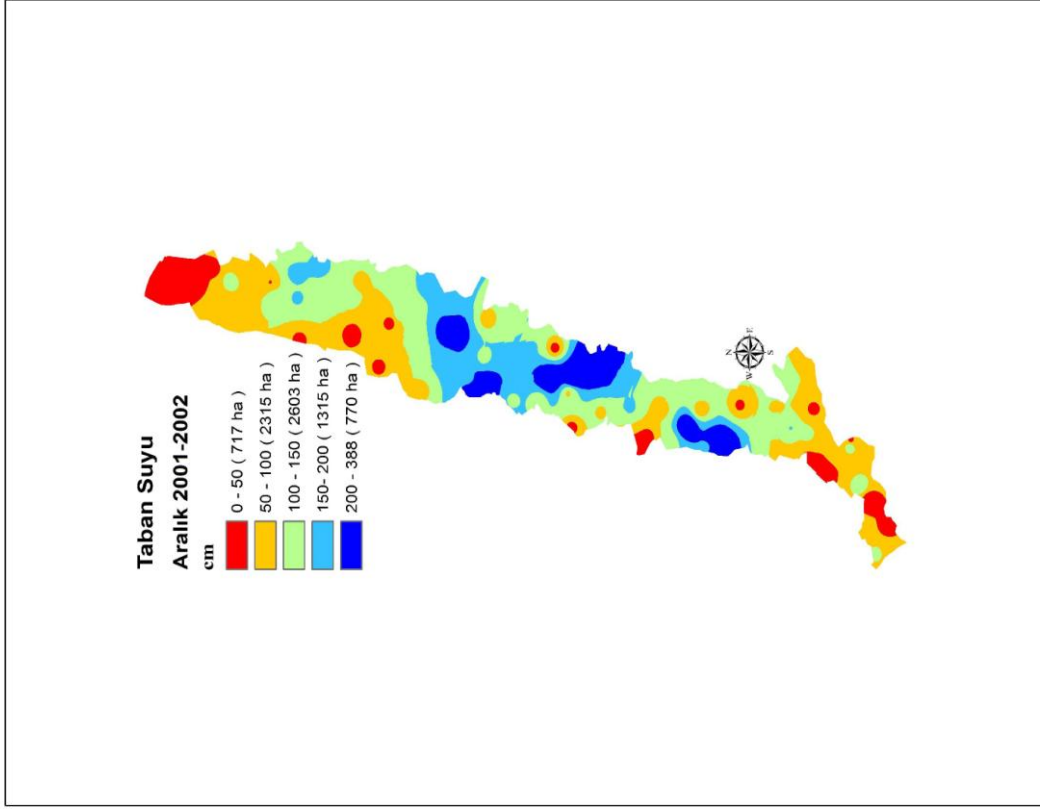 Taban Suyu
Aralık 2001-2002
cm
0 - 50 ( 717 ha )
50 - 100 ( 2315 ha )
100 - 150 ( 2603 ha )
150- 200 ( 1315 ha )
200 - 388 ( 770 ha )
N
E
W
S